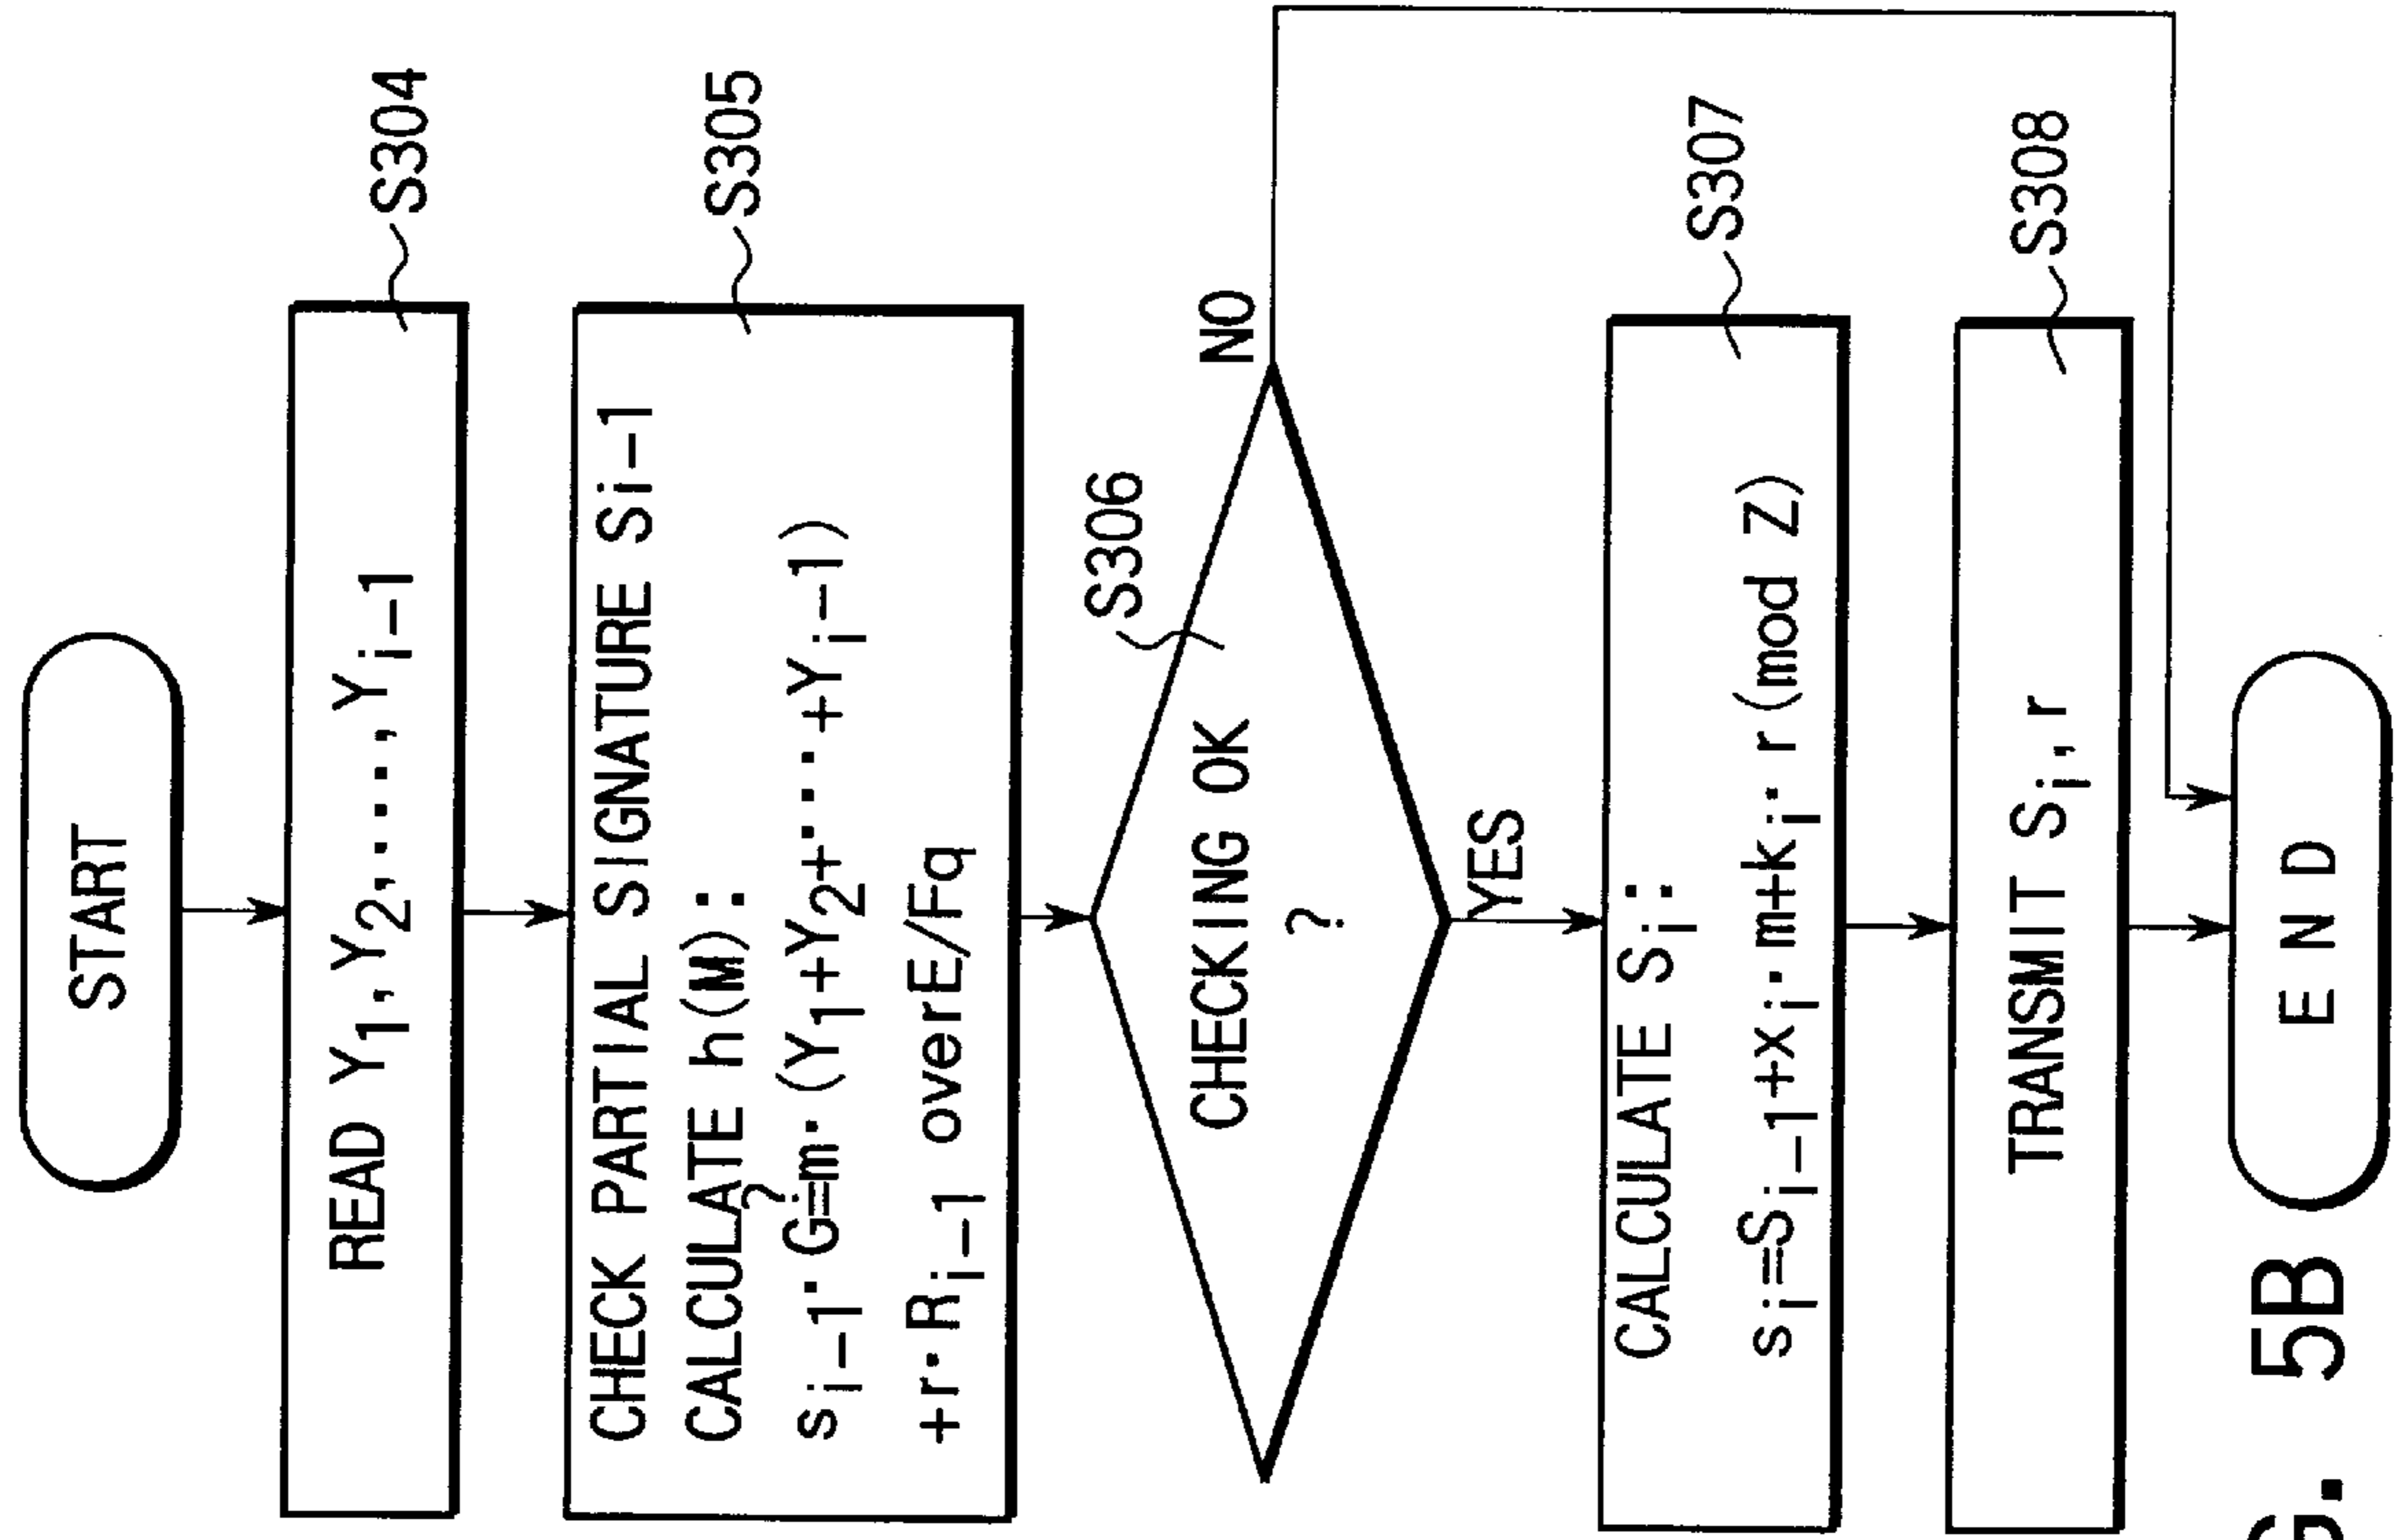 START
READ Y₁, Y₂, ..., Yᵢ₋₁
S304
CHECK PARTIAL SIGNATURE Si-1
CALCULATE h(M):
sᵢ₋₁·G≟m·(Y₁+Y₂+...+Yᵢ₋₁)
+r·Rᵢ₋₁ overE/Fq
S305
S306
CHECKING OK
?
NO
YES
CALCULATE Sᵢ:
sᵢ=Sᵢ₋₁+xᵢ·m+kᵢ·r(mod Z)
S307
TRANSMIT Sᵢ, r
S308
END
G. 5B